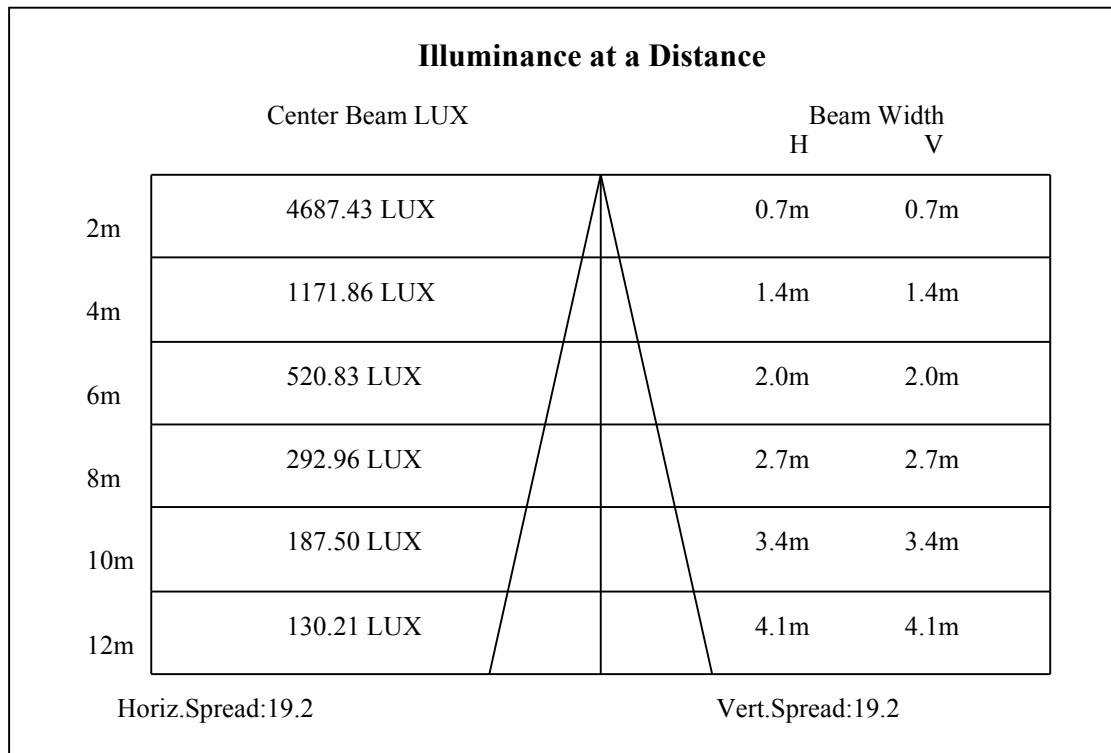 Illuminance at a Distance
Center Beam LUX Beam Width
H V
2m 4687.43 LUX 0.7m 0.7m
4m 1171.86 LUX 1.4m 1.4m
6m 520.83 LUX 2.0m 2.0m
8m 292.96 LUX 2.7m 2.7m
10m 187.50 LUX 3.4m 3.4m
12m 130.21 LUX 4.1m 4.1m
Horiz.Spread:19.2 Vert.Spread:19.2